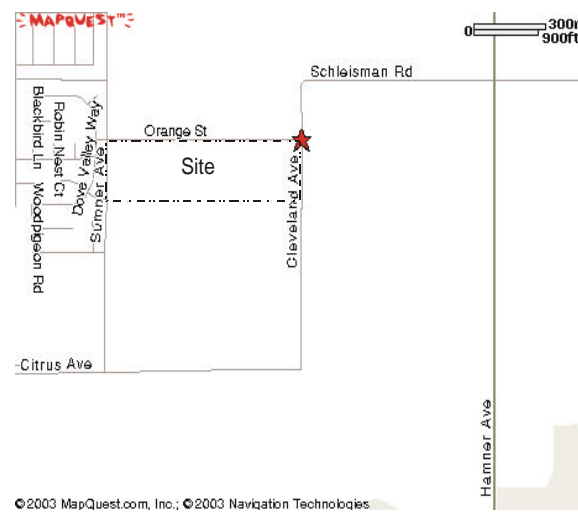 MAPQUEST™
0 300m
900ft
Schleisman Rd
Orange St
Site
Blackbird Ln
Robin Nest Ct
Dove Valley Way
Sumner Ave
Woodpigeon Rd
Cleveland Ave
Citrus Ave
Hamner Ave
©2003 MapQuest.com, Inc.; ©2003 Navigation Technologies